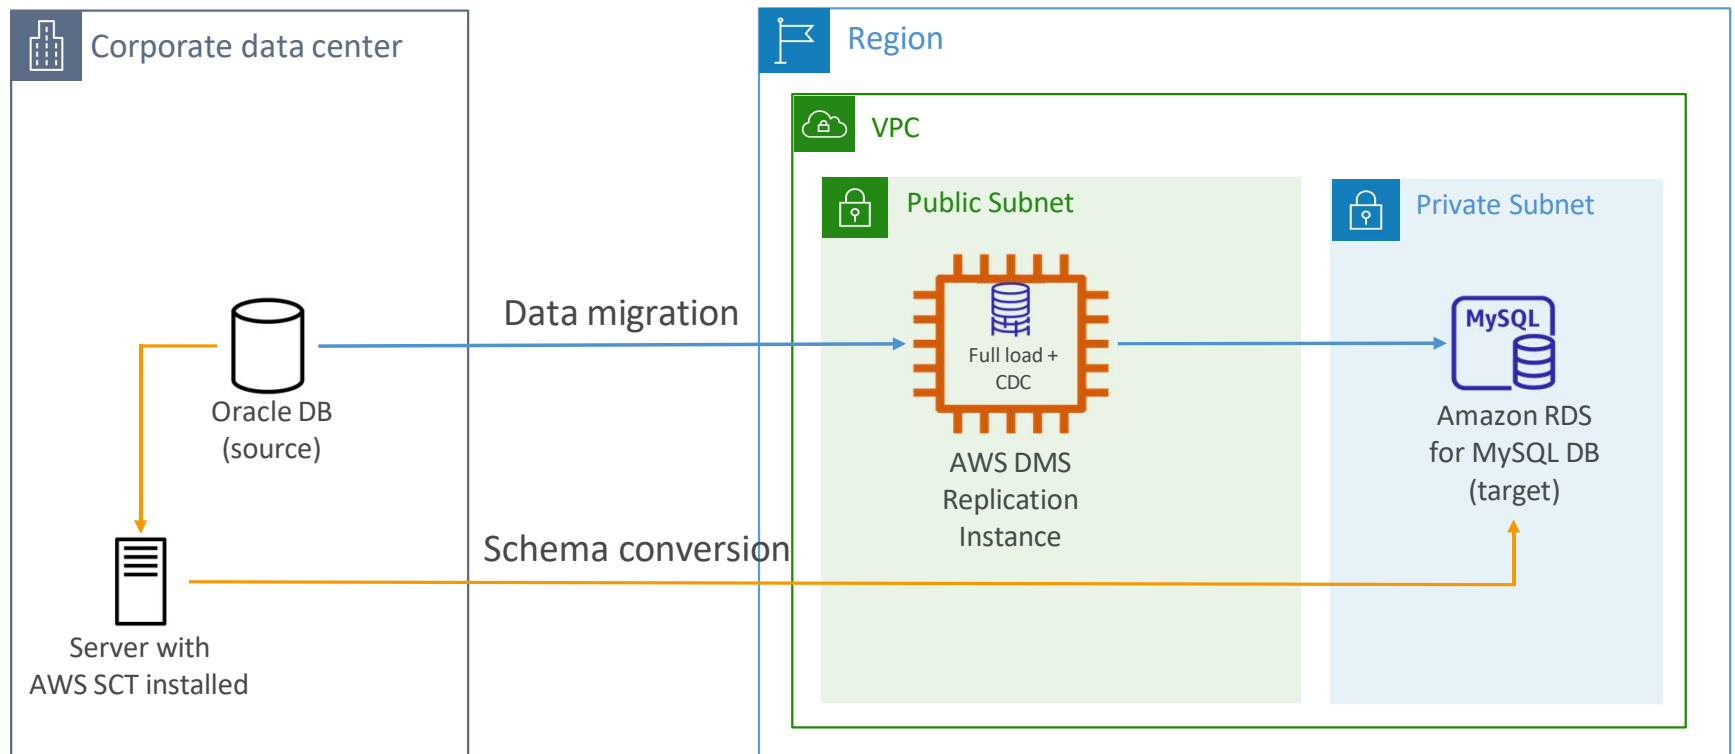 Corporate data center
Region
VPC
Public Subnet
Private Subnet
Data migration
Full load +
CDC
MySQL
Oracle DB
(source)
AWS DMS
Replication
Instance
Amazon RDS
for MySQL DB
(target)
Schema conversion
Server with
AWS SCT installed